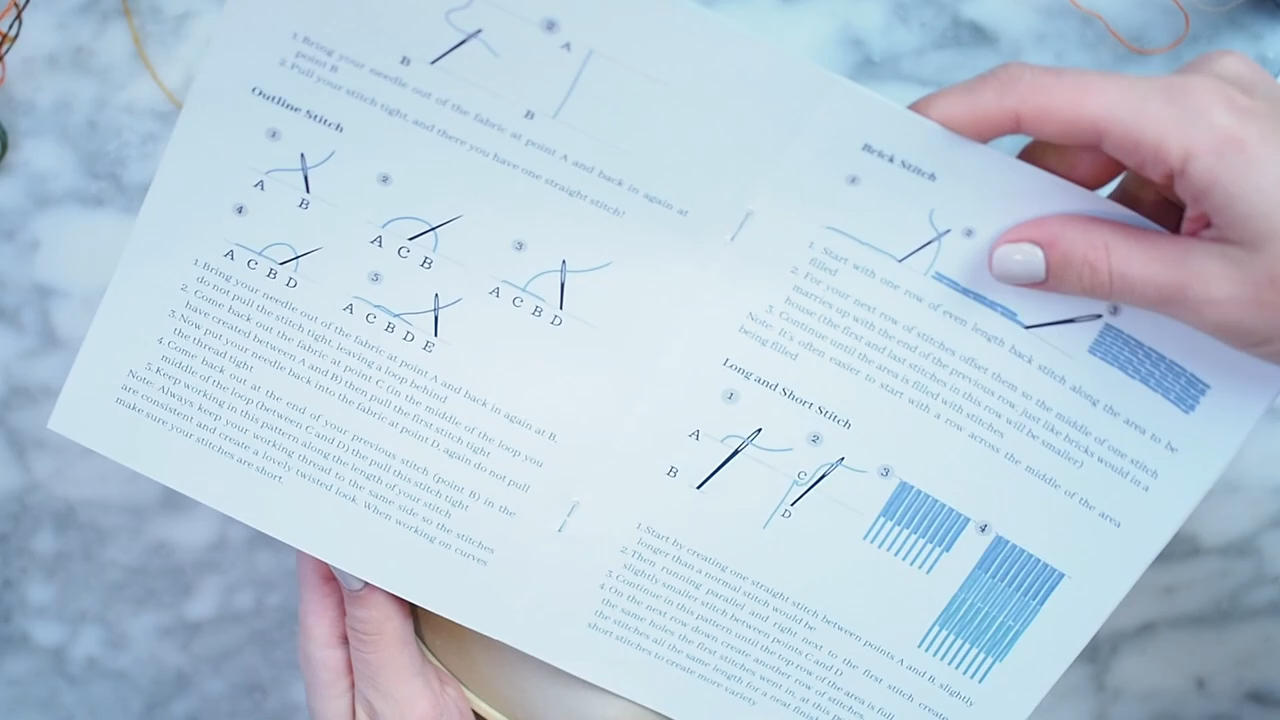 B
2
A
B
1. Bring your needle out of the fabric at point A and back in again at
point B
2. Pull your stitch tight, and there you have one straight stitch!
Outline Stitch
1
A
B
2
A C B
3
A C B D
4
A C B D
5
A C B D E
1. Bring your needle out of the fabric at point A and back in again at B,
do not pull the stitch tight, leaving a loop behind
2. Come back out the fabric at point C (in the middle of the loop you
have created between A and B) then pull the first stitch tight
3. Now put your needle back into the fabric at point D, again do not pull
the thread tight
4. Come back out at the end of your previous stitch (point B) in the
middle of the loop (between C and D) the pull this stitch tight
5. Keep working in this pattern along the length of your stitch
Note: Always keep your working thread to the same side so the stitches
are consistent and create a lovely twisted look. When working on curves
make sure your stitches are short.
Brick Stitch
1
2
3
1. Start with one row of even length back stitch along the area to be
filled
2. For your next row of stitches offset them so the middle of one stitch
marries up with the end of the previous row, just like bricks would in a
house (the first and last stitches in this row will be smaller)
3. Continue until the area is filled with stitches
Note: It's often easier to start with a row across the middle of the area
being filled
Long and Short Stitch
1
A
B
2
C
D
3
4
1. Start by creating one straight stitch between points A and B, slightly
longer than a normal stitch would be
2. Then running parallel and right next to the first stitch create
slightly smaller stitch between points C and D
3. Continue in this pattern until the top row of the area is full
4. On the next row down create another row of stitches,
the same holes the first stitches went in, at this
the stitches all the same length for a neat finish
short stitches to create more variety